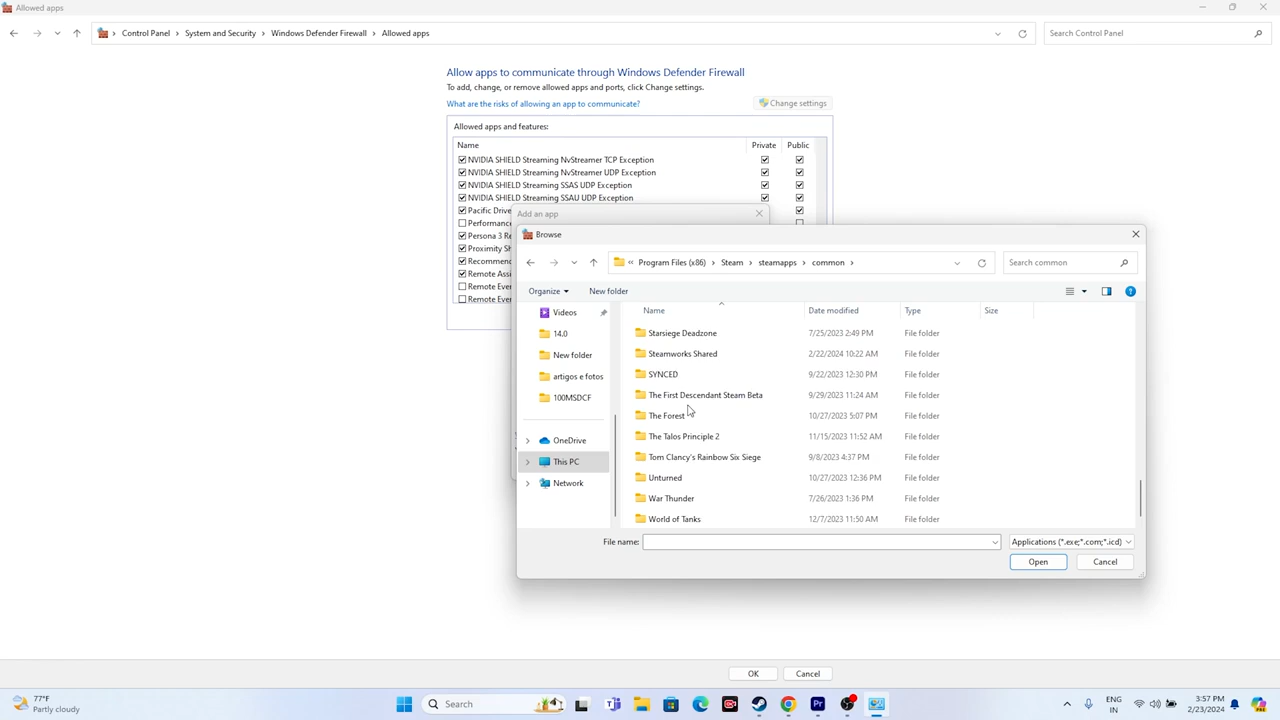 Allowed apps
Control Panel > System and Security > Windows Defender Firewall > Allowed apps
Search Control Panel
Allow apps to communicate through Windows Defender Firewall
To add, change, or remove allowed apps and ports, click Change settings.
What are the risks of allowing an app to communicate?
Change settings
Allowed apps and features:
Name Private Public
NVIDIA SHIELD Streaming NvStreamer TCP Exception
NVIDIA SHIELD Streaming NvStreamer UDP Exception
NVIDIA SHIELD Streaming SSAS UDP Exception
NVIDIA SHIELD Streaming SSAU UDP Exception
Pacific Drive
Performanc
Persona 3 Re
Proximity Sh
Recommen
Remote Assi
Remote Ever
Remote Ever
Add an app
Browse
« Program Files (x86) > Steam > steamapps > common >
Search common
Organize
New folder
Videos
14.0
New folder
artigos e fotos
100MSDCF
OneDrive
This PC
Network
Name Date modified Type Size
Starsiege Deadzone 7/25/2023 2:49 PM File folder
Steamworks Shared 2/22/2024 10:22 AM File folder
SYNCED 9/22/2023 12:30 PM File folder
The First Descendant Steam Beta 9/29/2023 11:24 AM File folder
The Forest 10/27/2023 5:07 PM File folder
The Talos Principle 2 11/15/2023 11:52 AM File folder
Tom Clancy's Rainbow Six Siege 9/8/2023 4:37 PM File folder
Unturned 10/27/2023 12:36 PM File folder
War Thunder 7/26/2023 1:36 PM File folder
World of Tanks 12/7/2023 11:50 AM File folder
File name:
Applications (*.exe;*.com;*.icd)
Open
Cancel
OK
Cancel
77°F
Partly cloudy
Search
ENG
IN
3:57 PM
2/23/2024